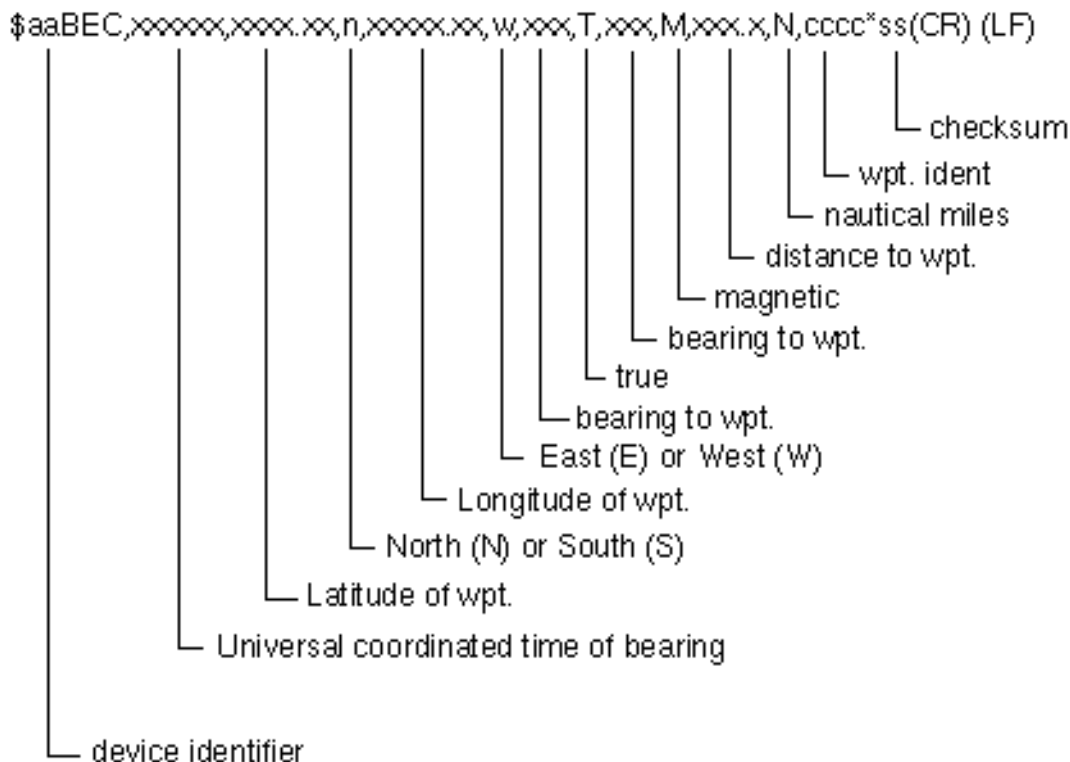 $aaBEC,xxxxxx,xxxx.xx,n,xxxxx.xx,w,xxx,T,xxx,M,xxx.x,N,cccc*ss(CR) (LF)
checksum
wpt. ident
nautical miles
distance to wpt.
magnetic
bearing to wpt.
true
bearing to wpt.
East (E) or West (W)
Longitude of wpt.
North (N) or South (S)
Latitude of wpt.
Universal coordinated time of bearing
device identifier